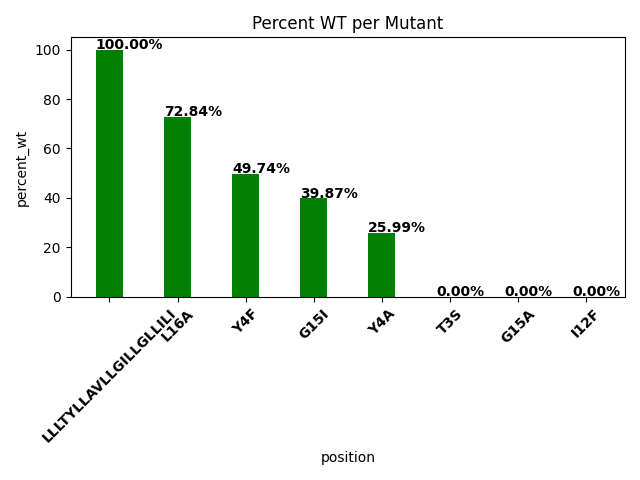 Percent WT per Mutant
percent_wt
100
80
60
40
20
0
100.00%
72.84%
49.74%
39.87%
25.99%
0.00%
0.00%
0.00%
LLLTYLLAVLLGILLGLLILI
L16A
Y4F
G15I
Y4A
T3S
G15A
I12F
position